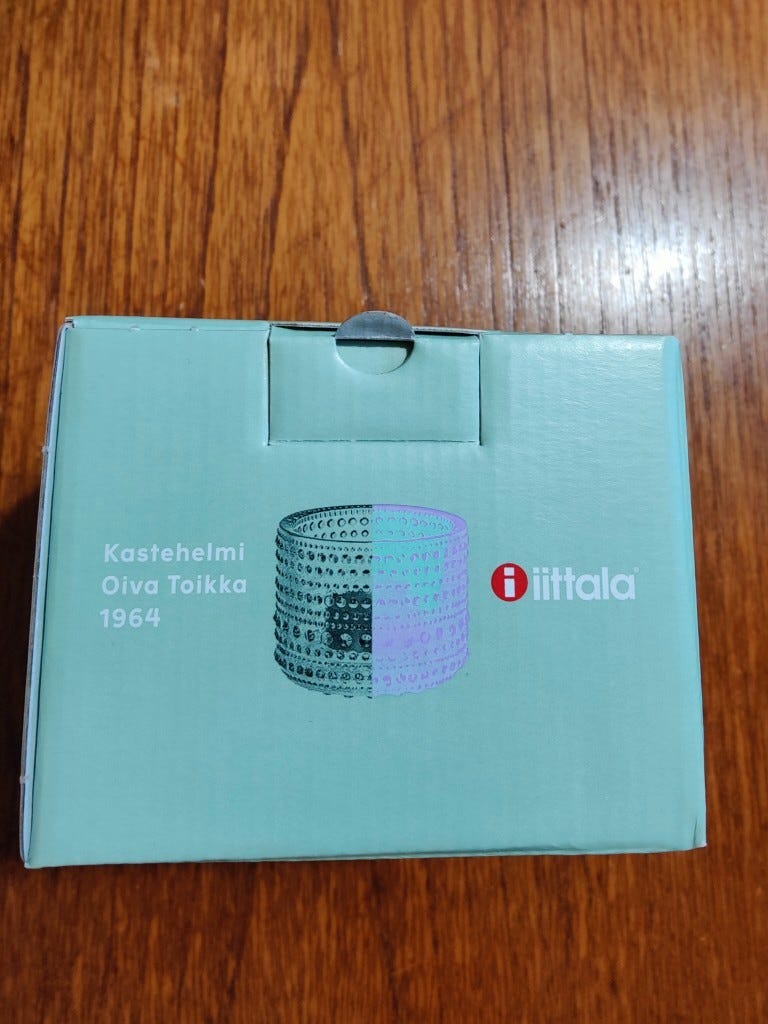 Kastehelmi
Oiva Toikka
1964
i iittala